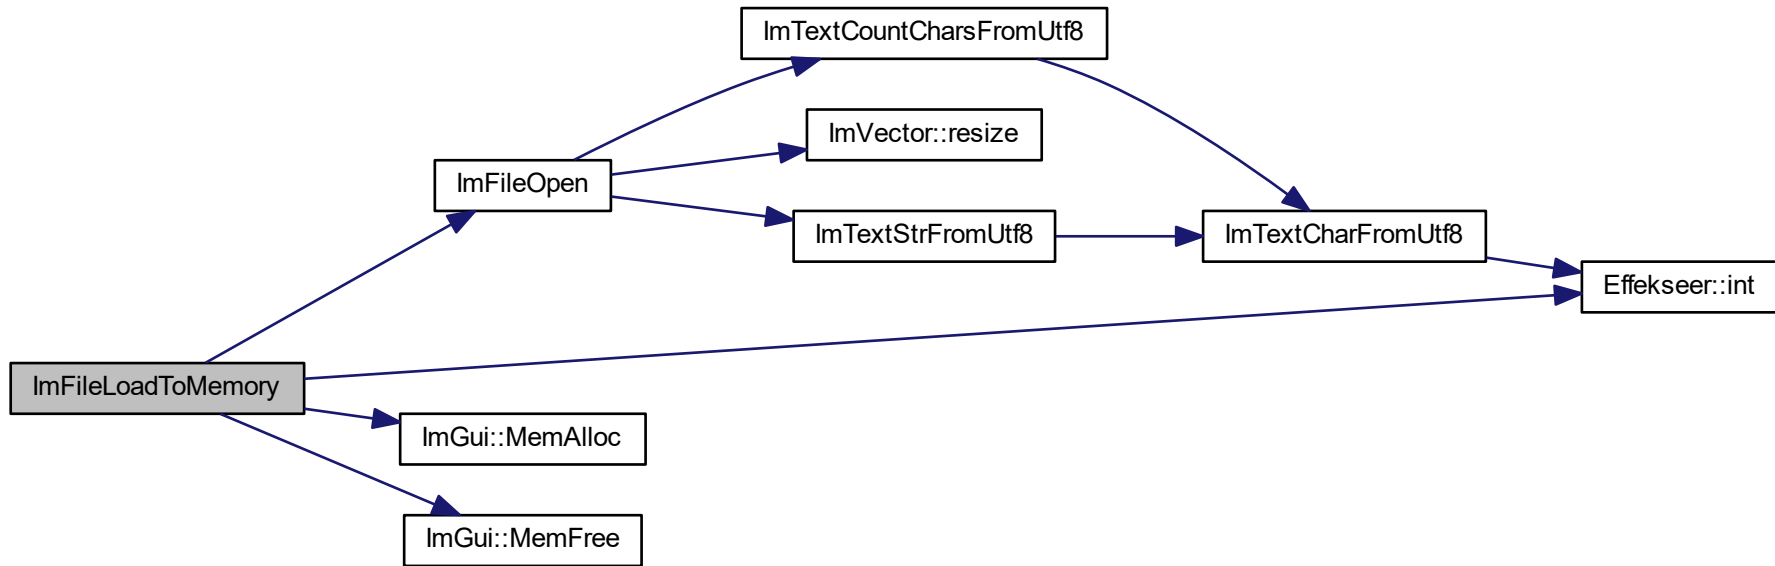 ImTextCountCharsFromUtf8
ImVector::resize
ImFileOpen
ImTextStrFromUtf8
ImTextCharFromUtf8
Effekseer::int
ImFileLoadToMemory
ImGui::MemAlloc
ImGui::MemFree